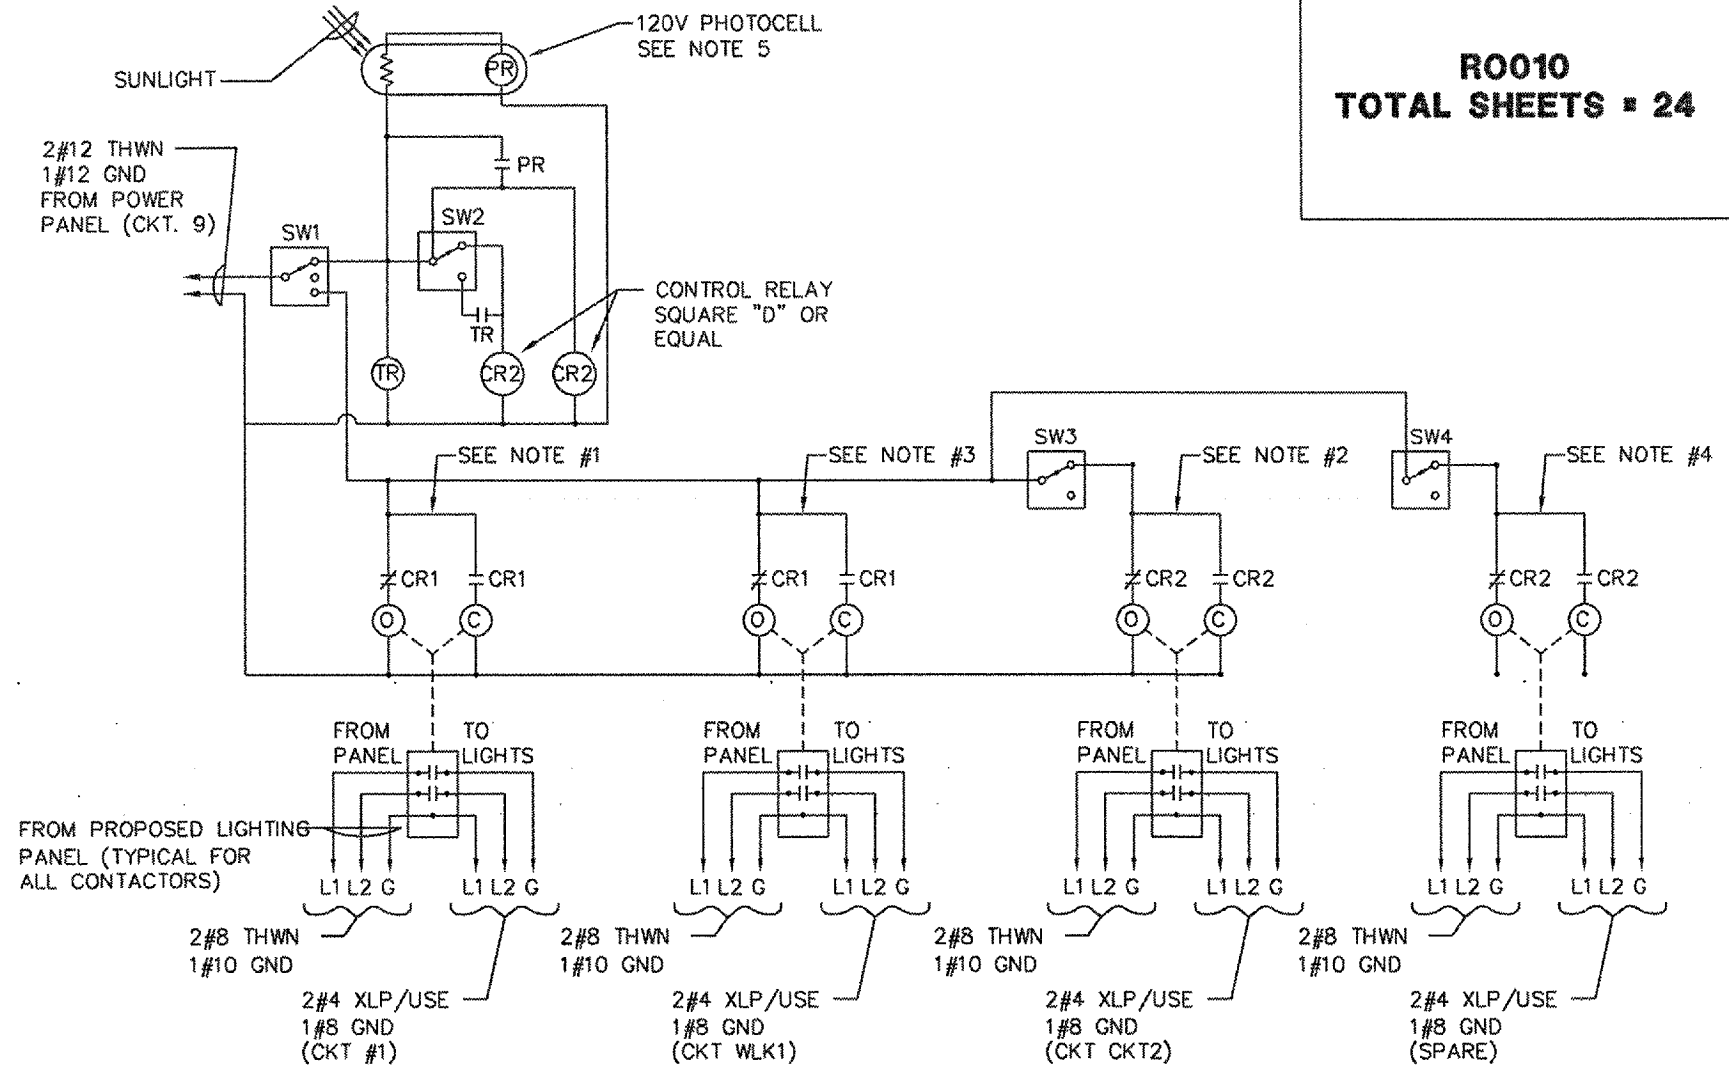 120V PHOTOCELL
SEE NOTE 5
SUNLIGHT
PR
RO010
TOTAL SHEETS = 24
2#12 THWN
1#12 GND
FROM POWER
PANEL (CKT. 9)
PR
SW1
SW2
CONTROL RELAY
SQUARE "D" OR
EQUAL
TR
TR
CR2
CR2
SEE NOTE #1
SEE NOTE #3
SW3
SEE NOTE #2
SW4
SEE NOTE #4
CR1
CR1
CR1
CR1
CR2
CR2
CR2
CR2
O
C
O
C
O
C
O
C
FROM PANEL
TO LIGHTS
FROM PANEL
TO LIGHTS
FROM PANEL
TO LIGHTS
FROM PANEL
TO LIGHTS
FROM PROPOSED LIGHTING
PANEL (TYPICAL FOR
ALL CONTACTORS)
L1 L2 G
L1 L2 G
L1 L2 G
L1 L2 G
L1 L2 G
L1 L2 G
L1 L2 G
L1 L2 G
2#8 THWN
1#10 GND
2#8 THWN
1#10 GND
2#8 THWN
1#10 GND
2#8 THWN
1#10 GND
2#4 XLP/USE
1#8 GND
(CKT #1)
2#4 XLP/USE
1#8 GND
(CKT WLK1)
2#4 XLP/USE
1#8 GND
(CKT CKT2)
2#4 XLP/USE
1#8 GND
(SPARE)